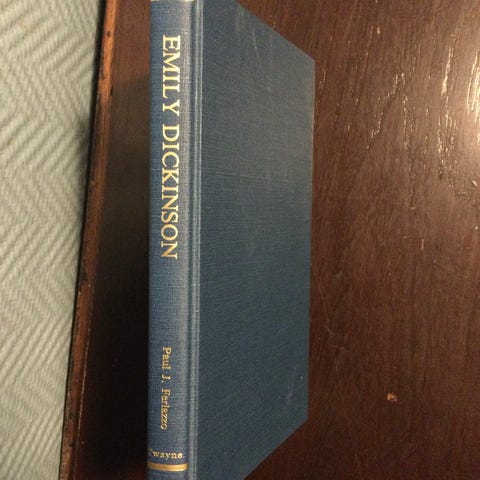 EMILY DICKINSON
Paul J. Ferlazzo
Twayne